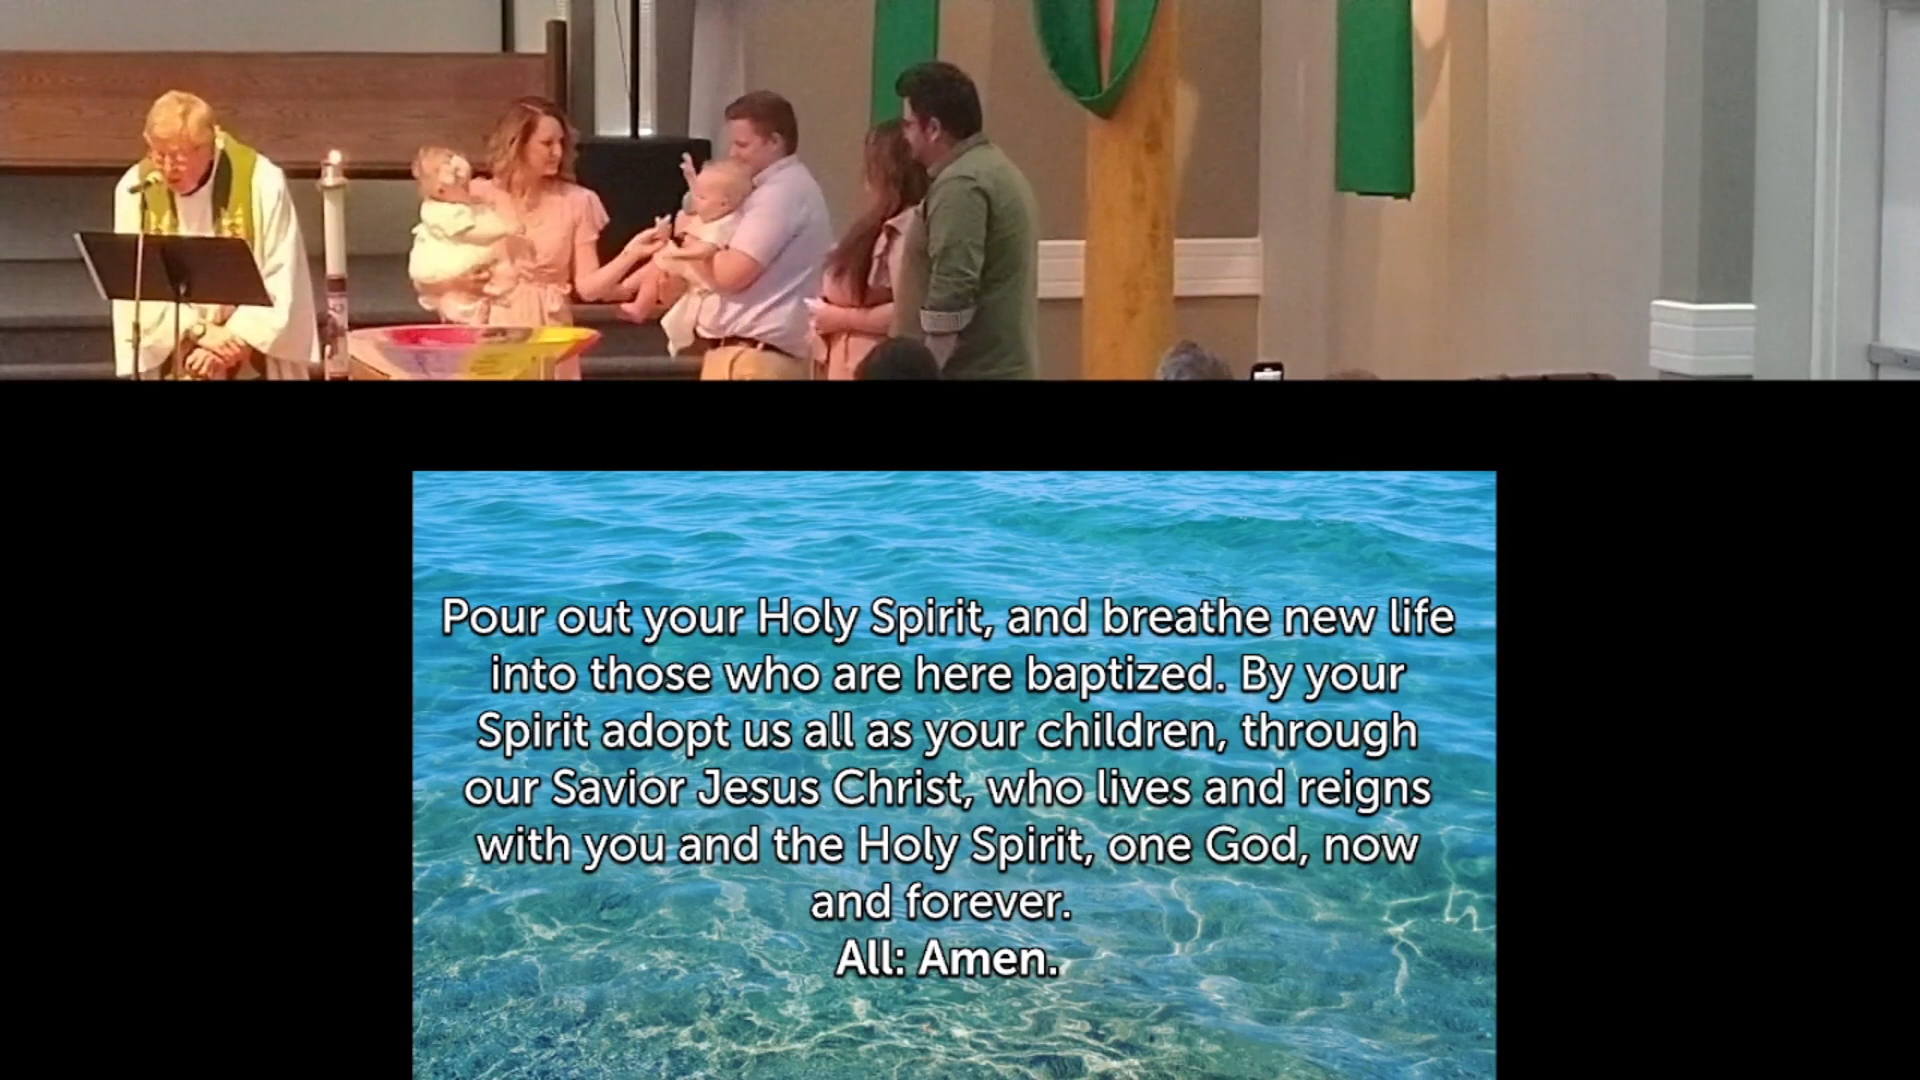 Pour out your Holy Spirit, and breathe new life
into those who are here baptized. By your
Spirit adopt us all as your children, through
our Savior Jesus Christ, who lives and reigns
with you and the Holy Spirit, one God, now
and forever.
All: Amen.